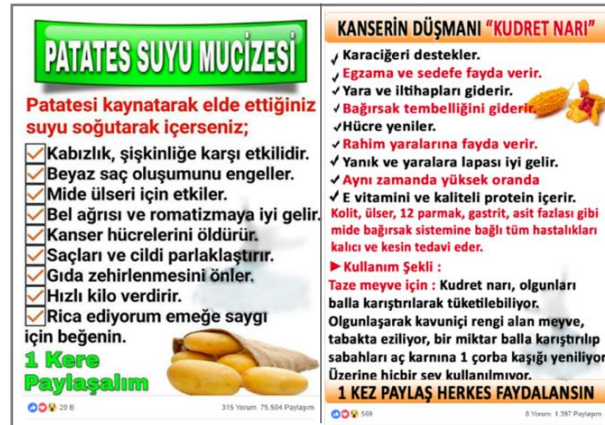 PATATES SUYU MUCİZESİ
Patatesi kaynatarak elde ettiğiniz
suyu soğutarak içerseniz;
Kabızlık, şişkinliğe karşı etkilidir.
Beyaz saç oluşumunu engeller.
Mide ülseri için etkiler.
Bel ağrısı ve romatizmaya iyi gelir.
Kanser hücrelerini öldürür.
Saçları ve cildi parlaklaştırır.
Gıda zehirlenmesini önler.
Hızlı kilo verdirir.
Rica ediyorum emeğe saygı
için beğenin.
1 Kere
Paylaşalım
29 B
315 Yorum 75.504 Paylaşım
KANSERİN DÜŞMANI “KUDRET NARI”
Karaciğeri destekler.
Egzama ve sedefe fayda verir.
Yara ve iltihapları giderir.
Bağırsak tembelliğini giderir.
Hücre yeniler.
Rahim yaralarına fayda verir.
Yanık ve yaralara lapası iyi gelir.
Aynı zamanda yüksek oranda
E vitamini ve kaliteli protein içerir.
Kolit, ülser, 12 parmak, gastrit, asit fazlası gibi
mide bağırsak sistemine bağlı tüm hastalıkları
kalıcı ve kesin tedavi eder.
► Kullanım Şekli :
Taze meyve için : Kudret narı, olgunları
balla karıştırılarak tüketilebiliyor.
Olgunlaşarak kavuniçi rengi alan meyve,
tabakta eziliyor, bir miktar balla karıştırılıp
sabahları aç karnına 1 çorba kaşığı yeniliyor
Üzerine hiçbir şey kullanılmıyor.
1 KEZ PAYLAŞ HERKES FAYDALANSIN
569
8 Yorum 1.397 Paylaşım